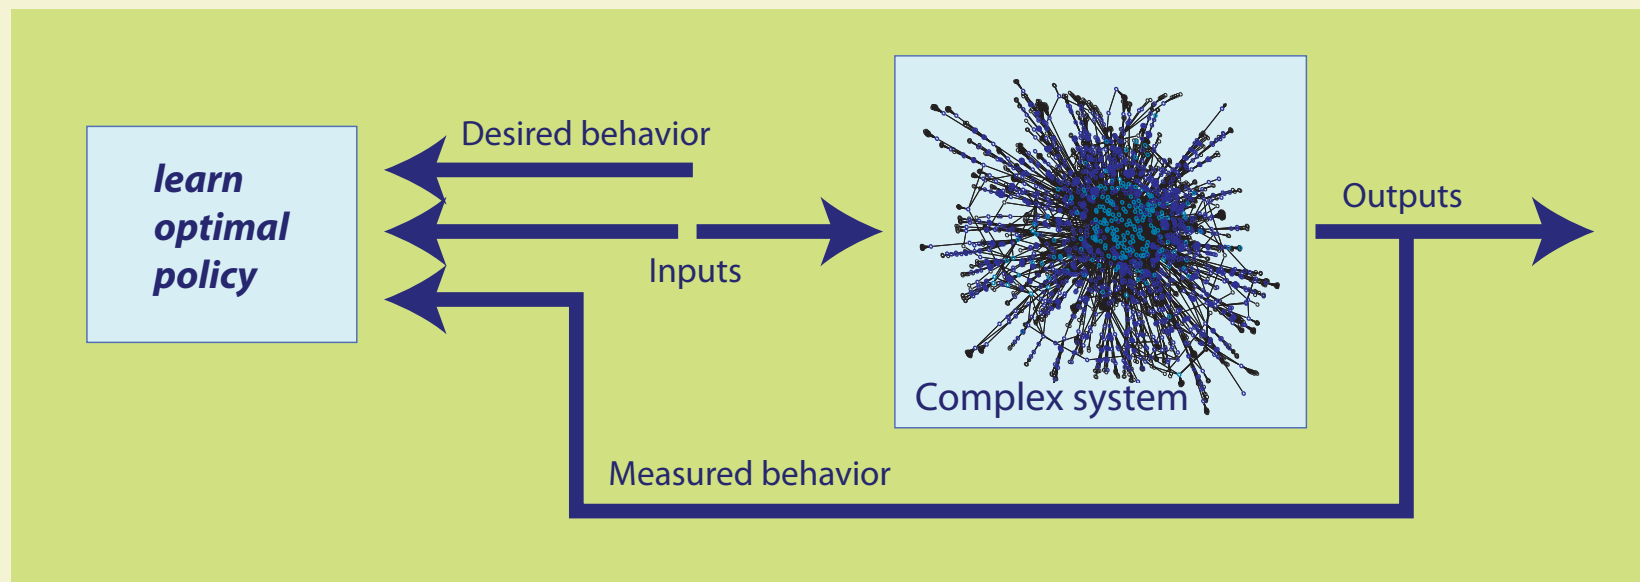 learn
optimal
policy
Desired behavior
Inputs
Complex system
Outputs
Measured behavior